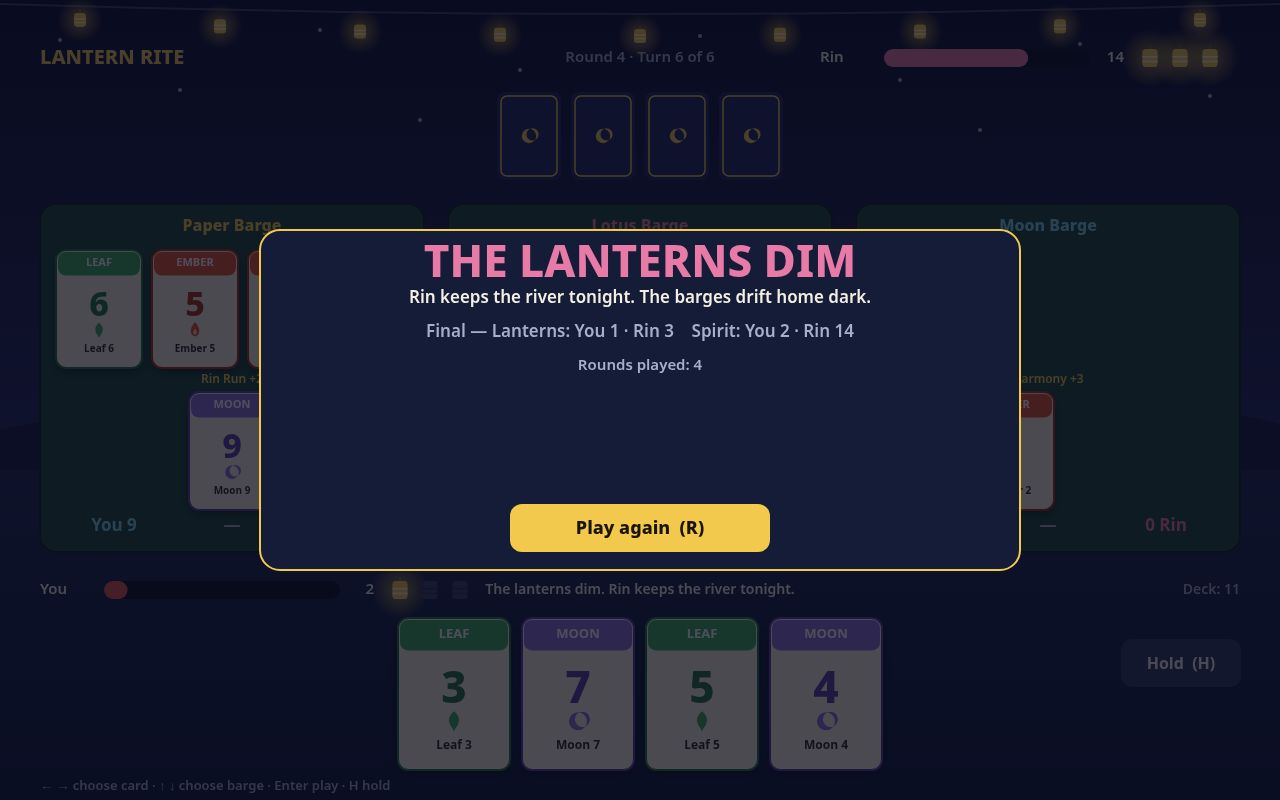 LANTERN RITE
Round 4 · Turn 6 of 6
Rin
14
Paper Barge
Lotus Barge
Moon Barge
LEAF
6
Leaf 6
EMBER
5
Ember 5
THE LANTERNS DIM
Rin keeps the river tonight. The barges drift home dark.
Final — Lanterns: You 1 · Rin 3 Spirit: You 2 · Rin 14
Rounds played: 4
Play again (R)
Rin Run
armony +3
MOON
9
Moon 9
R
2
You 9
—
—
0 Rin
You
2
The lanterns dim. Rin keeps the river tonight.
Deck: 11
LEAF
3
Leaf 3
MOON
7
Moon 7
LEAF
5
Leaf 5
MOON
4
Moon 4
Hold (H)
← → choose card · ↑ ↓ choose barge · Enter play · H hold